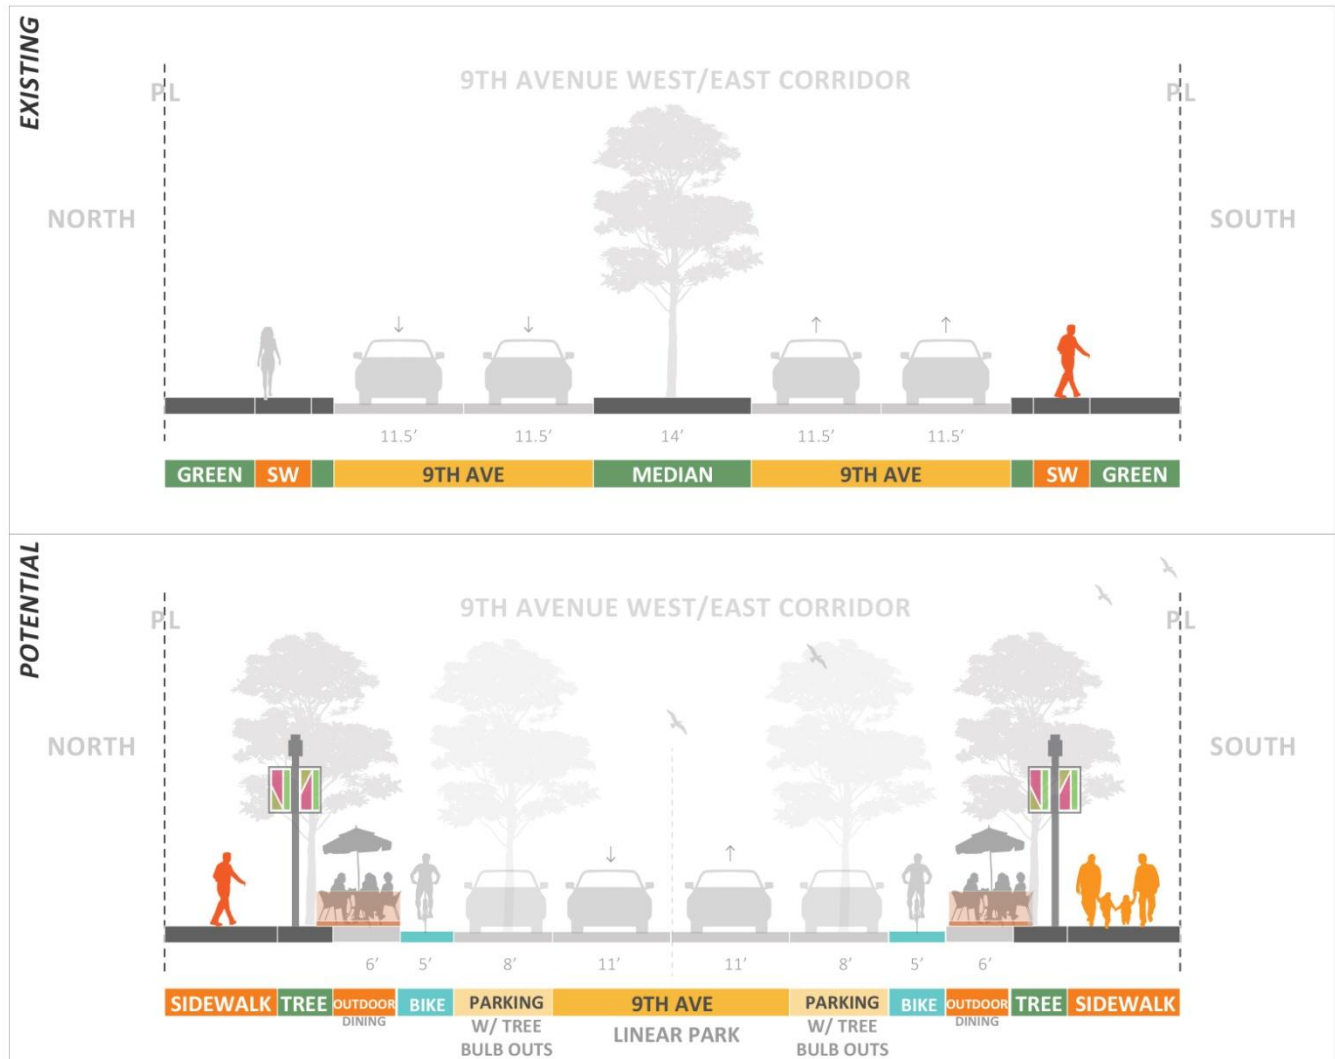 EXISTING
9TH AVENUE WEST/EAST CORRIDOR
PL
PL
NORTH
SOUTH
11.5’ 11.5’ 14’ 11.5’ 11.5’
GREEN SW 9TH AVE MEDIAN 9TH AVE SW GREEN
POTENTIAL
9TH AVENUE WEST/EAST CORRIDOR
PL
PL
NORTH
SOUTH
6’ 5’ 8’ 11’ 11’ 8’ 5’ 6’
SIDEWALK TREE OUTDOOR BIKE PARKING 9TH AVE PARKING BIKE OUTDOOR TREE SIDEWALK
DINING W/ TREE LINEAR PARK W/ TREE DINING
BULB OUTS BULB OUTS